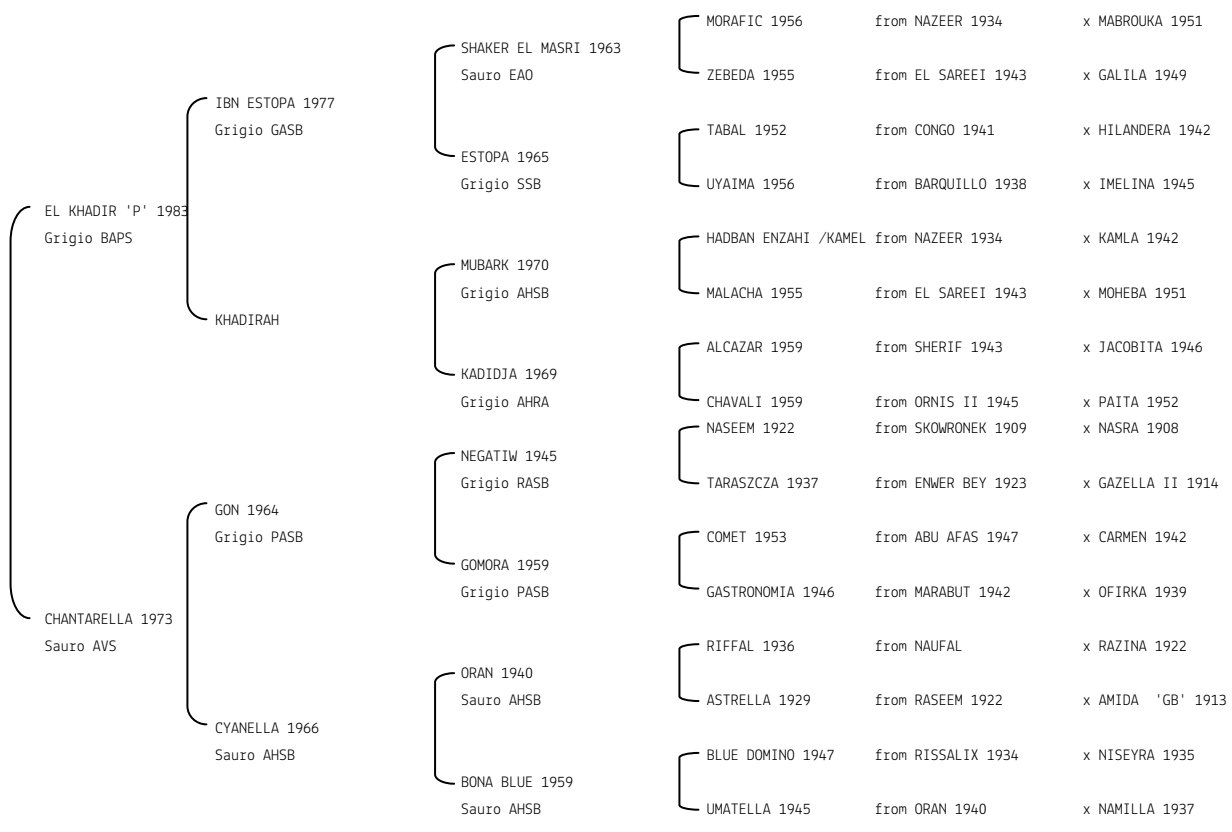 MORAFIC 1956 from NAZEER 1934 x MABROUKA 1951
SHAKER EL MASRI 1963
Sauro EAO ZEBEDA 1955 from EL SAREEI 1943 x GALILA 1949
IBN ESTOPA 1977
Grigio GASB TABAL 1952 from CONGO 1941 x HILANDERA 1942
ESTOPA 1965
Grigio SSB UYAIMA 1956 from BARQUILLO 1938 x IMELINA 1945
EL KHADIR 'P' 1983
Grigio BAPS HADBAN ENZAHI /KAMEL from NAZEER 1934 x KAMLA 1942
MUBARK 1970
Grigio AHSB MALACHA 1955 from EL SAREEI 1943 x MOHEBA 1951
KHADIRAH
ALCAZAR 1959 from SHERIF 1943 x JACOBITA 1946
KADIDJA 1969
Grigio AHRA CHAVALI 1959 from ORNIS II 1945 x PAITA 1952
NASEEM 1922 from SKOWRONEK 1909 x NASRA 1908
NEGATIW 1945
Grigio RASB TARASZCZA 1937 from ENWER BEY 1923 x GAZELLA II 1914
GON 1964
Grigio PASB COMET 1953 from ABU AFAS 1947 x CARMEN 1942
GOMORA 1959
Grigio PASB GASTRONOMIA 1946 from MARABUT 1942 x OFIRKA 1939
CHANTARELLA 1973
Sauro AVS RIFFAL 1936 from NAUFAL x RAZINA 1922
ORAN 1940
Sauro AHSB ASTRELLA 1929 from RASEEM 1922 x AMIDA 'GB' 1913
CYANELLA 1966
Sauro AHSB BLUE DOMINO 1947 from RISSALIX 1934 x NISEYRA 1935
BONA BLUE 1959
Sauro AHSB UMATELLA 1945 from ORAN 1940 x NAMILLA 1937